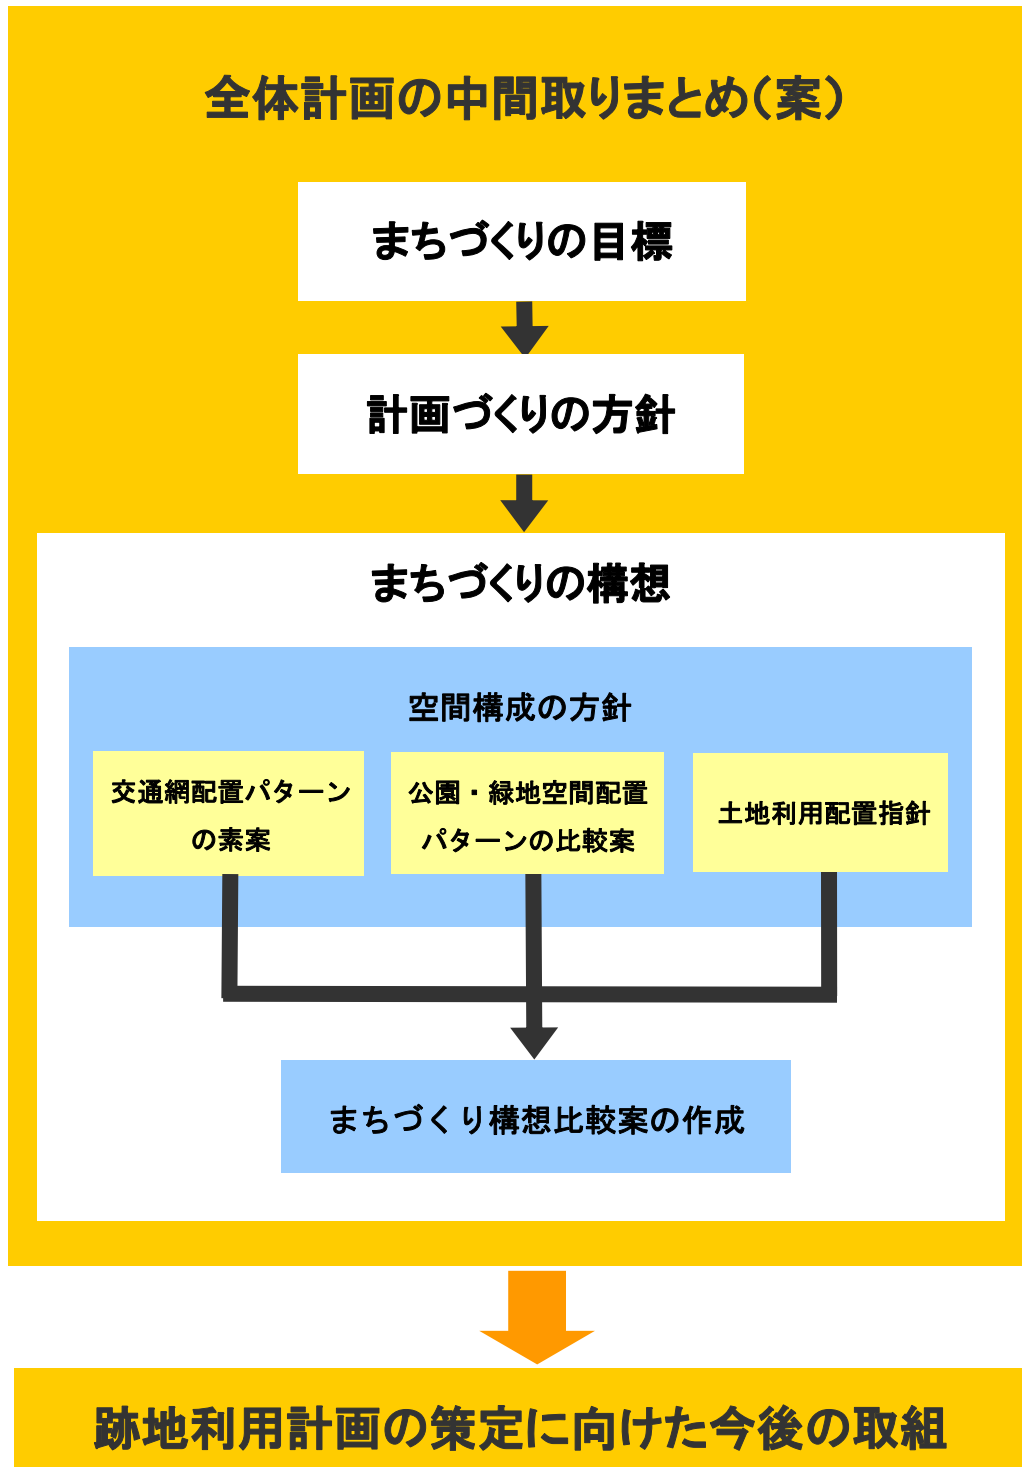 全体計画の中間取りまとめ(案)
まちづくりの目標
計画づくりの方針
まちづくりの構想
空間構成の方針
交通網配置パターン
の素案
公園・緑地空間配置
パターンの比較案
土地利用配置指針
まちづくり構想比較案の作成
跡地利用計画の策定に向けた今後の取組